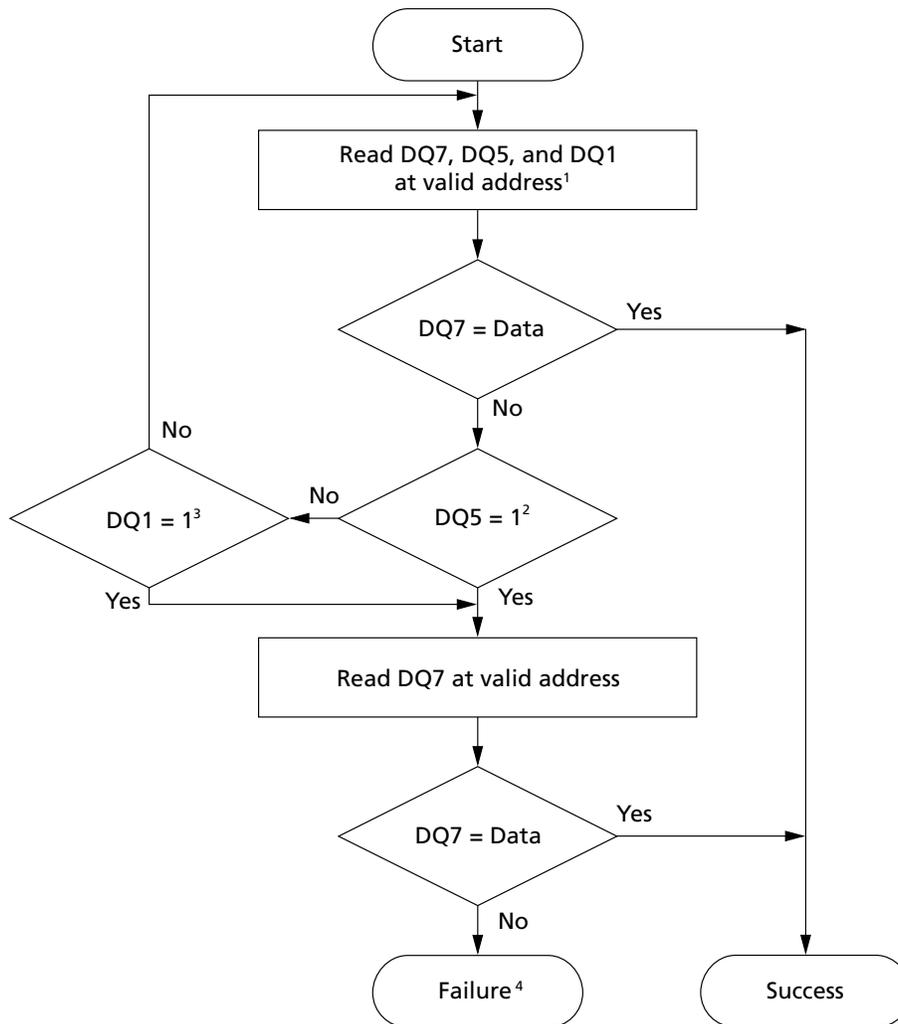 Start
Read DQ7, DQ5, and DQ1
at valid address¹
DQ7 = Data
Yes
No
No
DQ1 = 1³
No
DQ5 = 1²
Yes
Yes
Read DQ7 at valid address
DQ7 = Data
Yes
No
Failure⁴
Success